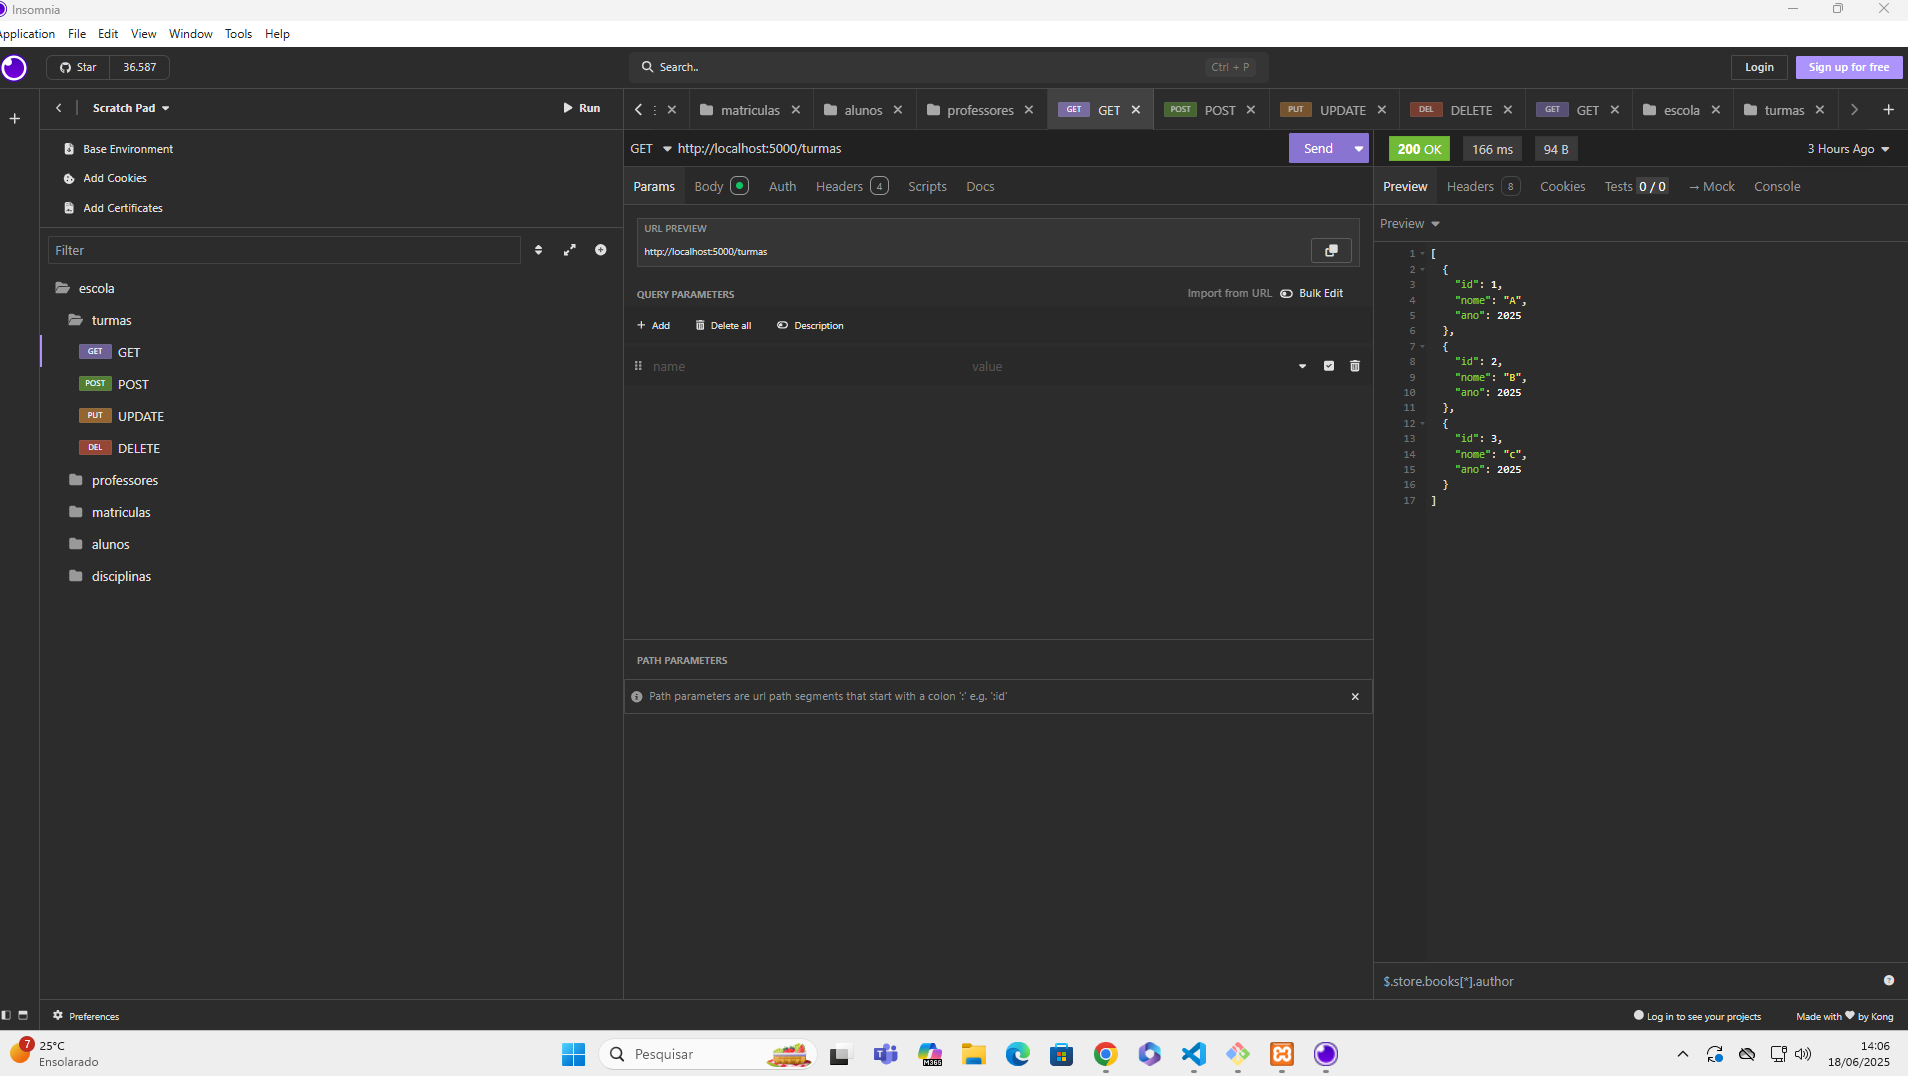 Insomnia
Application File Edit View Window Tools Help
Star 36.587
Search.. Ctrl + P
Login Sign up for free
Scratch Pad
Run
Base Environment
Add Cookies
Add Certificates
Filter
escola
turmas
GET GET
POST POST
PUT UPDATE
DEL DELETE
professores
matriculas
alunos
disciplinas
matriculas alunos professores GET GET POST POST PUT UPDATE DEL DELETE GET GET escola turmas
GET http://localhost:5000/turmas
Send
Params Body Auth Headers 4 Scripts Docs
URL PREVIEW
http://localhost:5000/turmas
QUERY PARAMETERS Import from URL Bulk Edit
Add Delete all Description
name value
PATH PARAMETERS
Path parameters are url path segments that start with a colon ':' e.g. ':id'
200 OK 166 ms 94 B 3 Hours Ago
Preview Headers 8 Cookies Tests 0 / 0 → Mock Console
Preview
1 [
2 {
3 "id": 1,
4 "nome": "A",
5 "ano": 2025
6 },
7 {
8 "id": 2,
9 "nome": "B",
10 "ano": 2025
11 },
12 {
13 "id": 3,
14 "nome": "C",
15 "ano": 2025
16 }
17 ]
$.store.books[*].author
Preferences
Log in to see your projects Made with ❤ by Kong
7 25°C
Ensolarado
Pesquisar
M365
14:06
18/06/2025